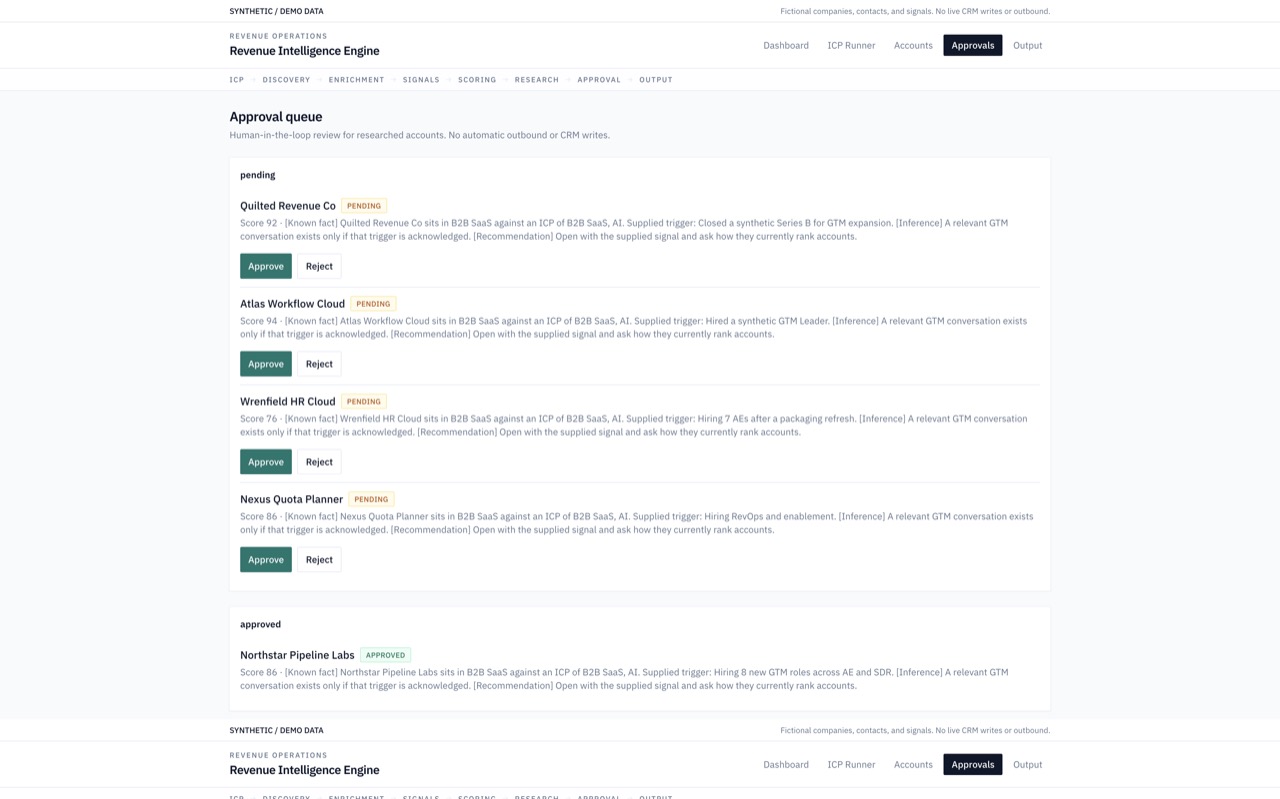 SYNTHETIC / DEMO DATA
Fictional companies, contacts, and signals. No live CRM writes or outbound.
REVENUE OPERATIONS
Revenue Intelligence Engine
Dashboard ICP Runner Accounts Approvals Output
ICP DISCOVERY ENRICHMENT SIGNALS SCORING RESEARCH APPROVAL OUTPUT
Approval queue
Human-in-the-loop review for researched accounts. No automatic outbound or CRM writes.
pending
Quilted Revenue Co PENDING
Score 92 · [Known fact] Quilted Revenue Co sits in B2B SaaS against an ICP of B2B SaaS, AI. Supplied trigger: Closed a synthetic Series B for GTM expansion. [Inference] A relevant GTM
conversation exists only if that trigger is acknowledged. [Recommendation] Open with the supplied signal and ask how they currently rank accounts.
Approve Reject
Atlas Workflow Cloud PENDING
Score 94 · [Known fact] Atlas Workflow Cloud sits in B2B SaaS against an ICP of B2B SaaS, AI. Supplied trigger: Hired a synthetic GTM Leader. [Inference] A relevant GTM conversation exists
only if that trigger is acknowledged. [Recommendation] Open with the supplied signal and ask how they currently rank accounts.
Approve Reject
Wrenfield HR Cloud PENDING
Score 76 · [Known fact] Wrenfield HR Cloud sits in B2B SaaS against an ICP of B2B SaaS, AI. Supplied trigger: Hiring 7 AEs after a packaging refresh. [Inference] A relevant GTM conversation
exists only if that trigger is acknowledged. [Recommendation] Open with the supplied signal and ask how they currently rank accounts.
Approve Reject
Nexus Quota Planner PENDING
Score 86 · [Known fact] Nexus Quota Planner sits in B2B SaaS against an ICP of B2B SaaS, AI. Supplied trigger: Hiring RevOps and enablement. [Inference] A relevant GTM conversation exists
only if that trigger is acknowledged. [Recommendation] Open with the supplied signal and ask how they currently rank accounts.
Approve Reject
approved
Northstar Pipeline Labs APPROVED
Score 86 · [Known fact] Northstar Pipeline Labs sits in B2B SaaS against an ICP of B2B SaaS, AI. Supplied trigger: Hiring 8 new GTM roles across AE and SDR. [Inference] A relevant GTM
conversation exists only if that trigger is acknowledged. [Recommendation] Open with the supplied signal and ask how they currently rank accounts.
SYNTHETIC / DEMO DATA
Fictional companies, contacts, and signals. No live CRM writes or outbound.
REVENUE OPERATIONS
Revenue Intelligence Engine
Dashboard ICP Runner Accounts Approvals Output
ICP DISCOVERY ENRICHMENT SIGNALS SCORING RESEARCH APPROVAL OUTPUT